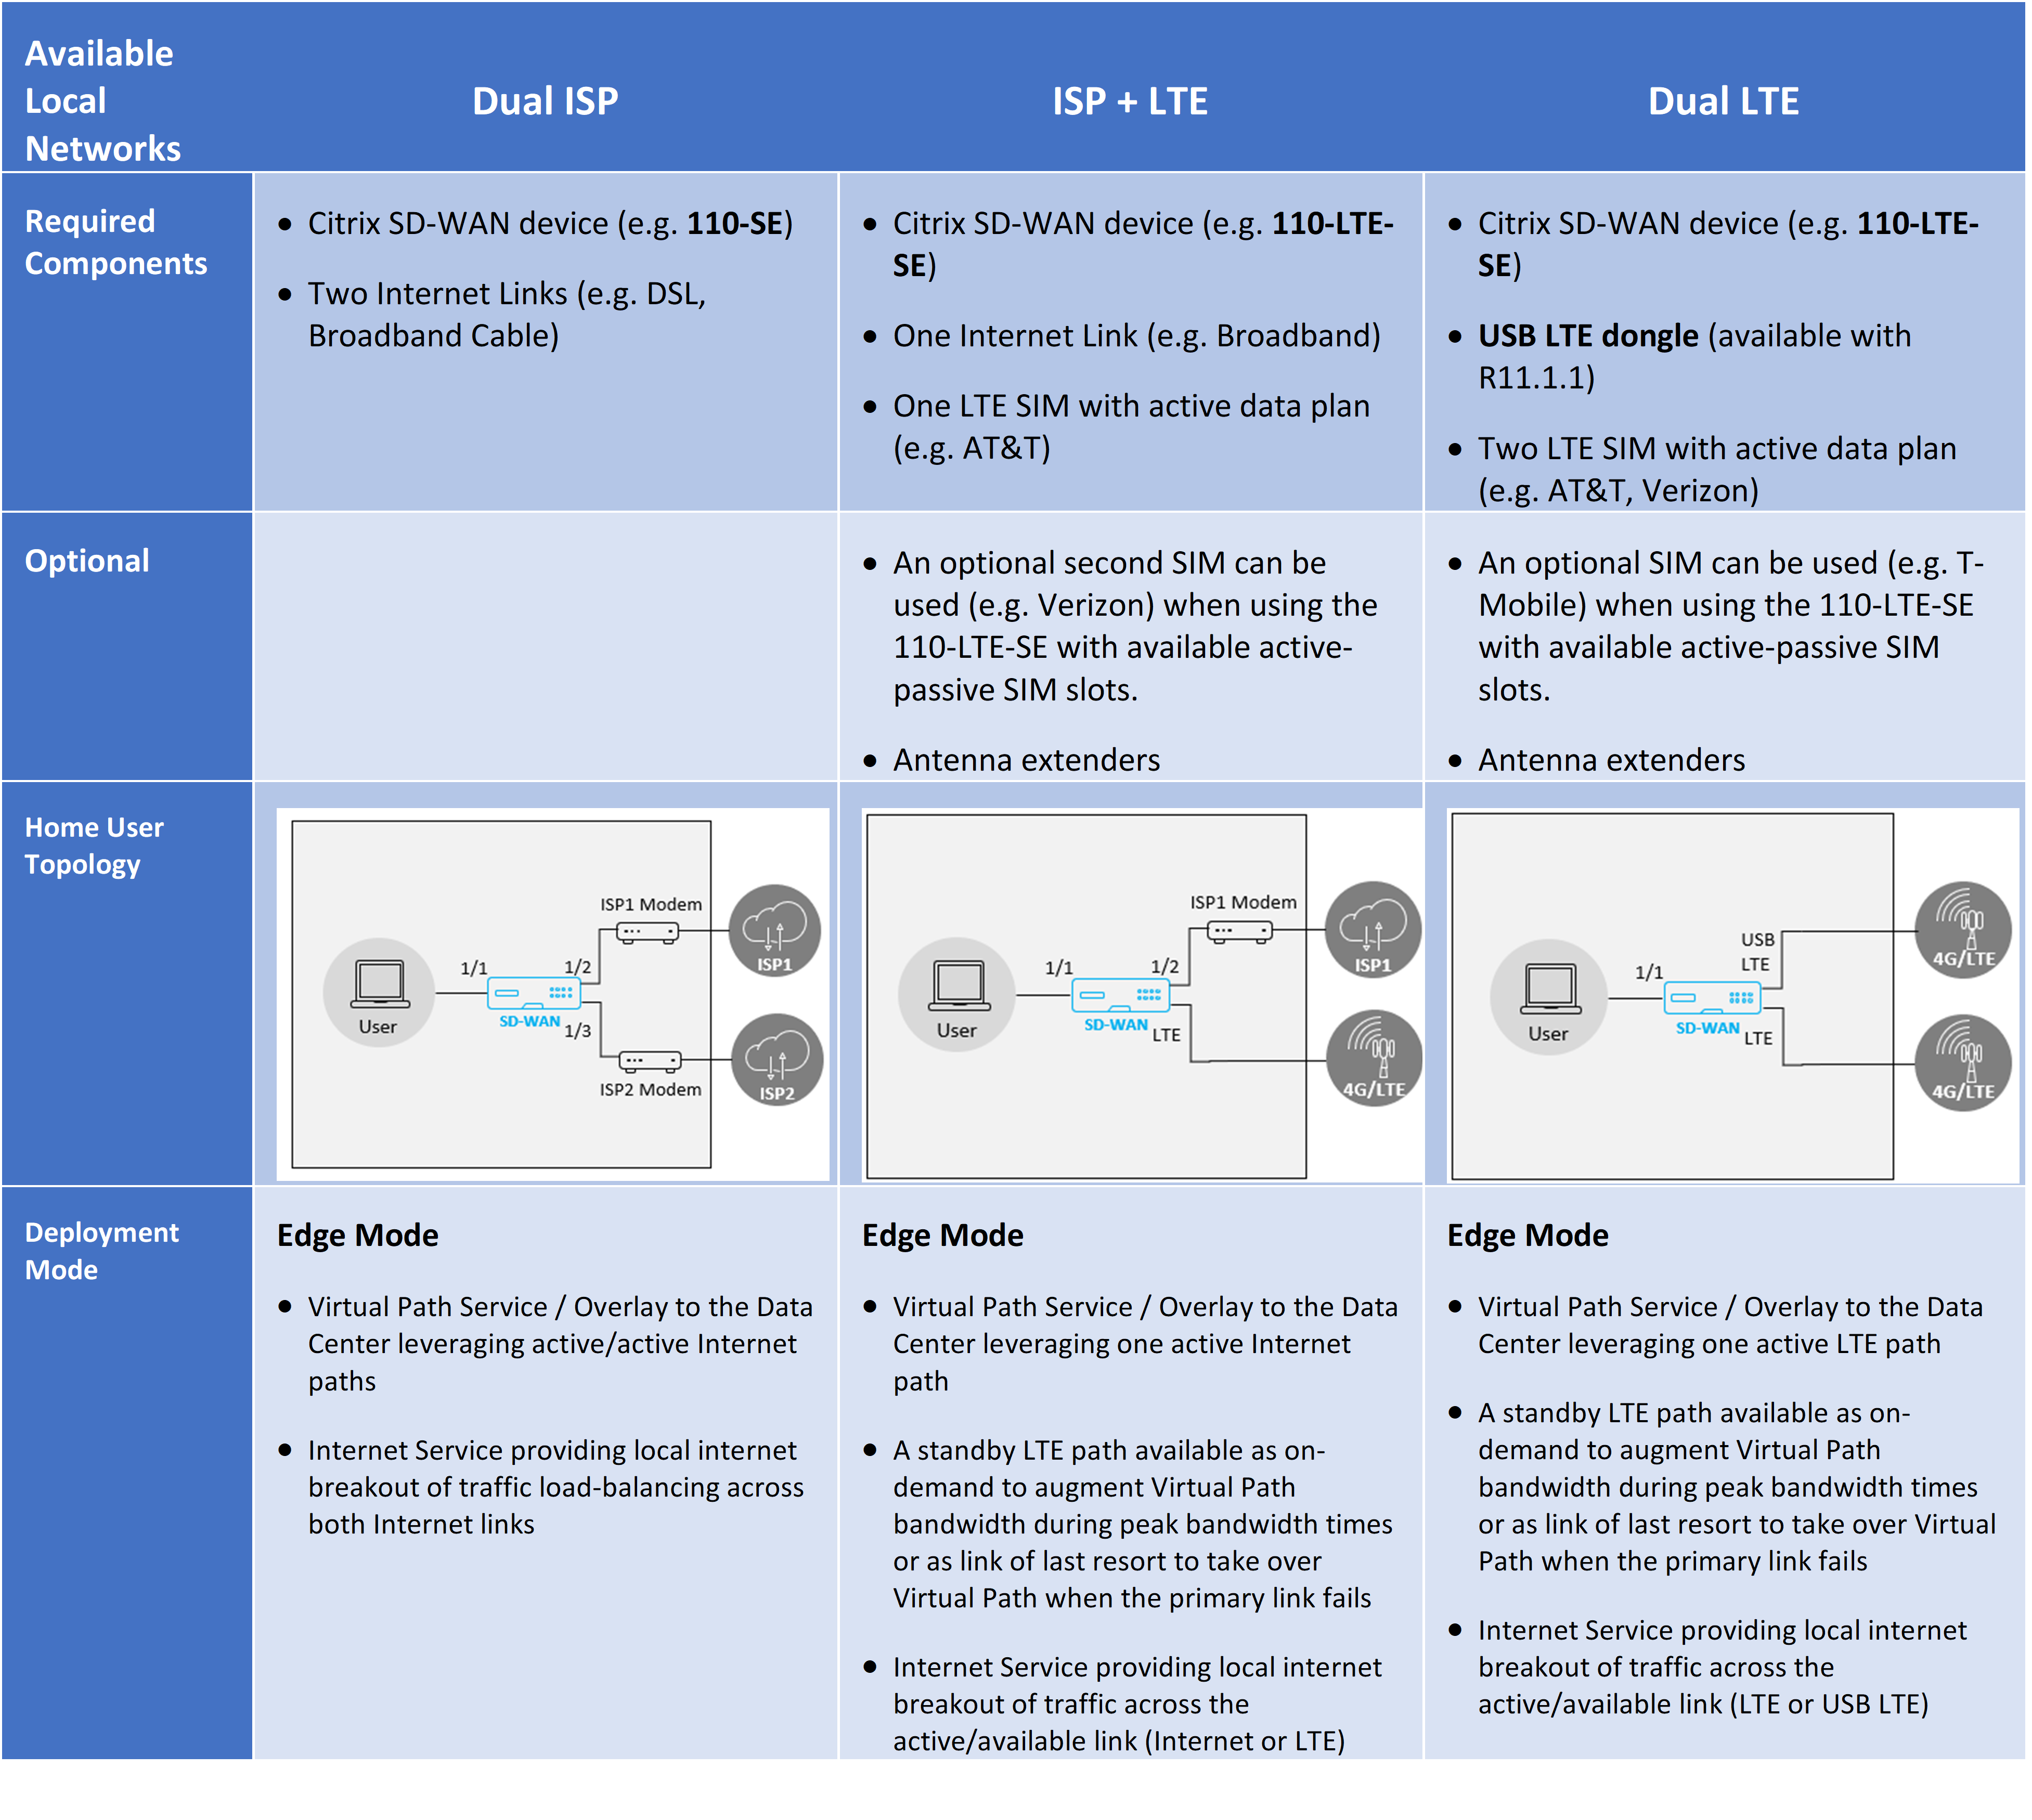 Available
Local
Networks
Dual ISP
ISP + LTE
Dual LTE
Required
Components
• Citrix SD-WAN device (e.g. 110-SE)
• Two Internet Links (e.g. DSL,
Broadband Cable)
• Citrix SD-WAN device (e.g. 110-LTE-
SE)
• One Internet Link (e.g. Broadband)
• One LTE SIM with active data plan
(e.g. AT&T)
• Citrix SD-WAN device (e.g. 110-LTE-
SE)
• USB LTE dongle (available with
R11.1.1)
• Two LTE SIM with active data plan
(e.g. AT&T, Verizon)
Optional
• An optional second SIM can be
used (e.g. Verizon) when using the
110-LTE-SE with available active-
passive SIM slots.
• Antenna extenders
• An optional SIM can be used (e.g. T-
Mobile) when using the 110-LTE-SE
with available active-passive SIM
slots.
• Antenna extenders
Home User
Topology
ISP1 Modem
ISP1
1/1
1/2
User
SD-WAN
1/3
ISP2 Modem
ISP2
ISP1 Modem
ISP1
1/1
1/2
User
SD-WAN
LTE
4G/LTE
USB
LTE
4G/LTE
1/1
User
SD-WAN
LTE
4G/LTE
Deployment
Mode
Edge Mode
• Virtual Path Service / Overlay to the Data
Center leveraging active/active Internet
paths
• Internet Service providing local internet
breakout of traffic load-balancing across
both Internet links
Edge Mode
• Virtual Path Service / Overlay to the Data
Center leveraging one active Internet
path
• A standby LTE path available as on-
demand to augment Virtual Path
bandwidth during peak bandwidth times
or as link of last resort to take over
Virtual Path when the primary link fails
• Internet Service providing local internet
breakout of traffic across the
active/available link (Internet or LTE)
Edge Mode
• Virtual Path Service / Overlay to the Data
Center leveraging one active LTE path
• A standby LTE path available as on-
demand to augment Virtual Path
bandwidth during peak bandwidth times
or as link of last resort to take over Virtual
Path when the primary link fails
• Internet Service providing local internet
breakout of traffic across the
active/available link (LTE or USB LTE)